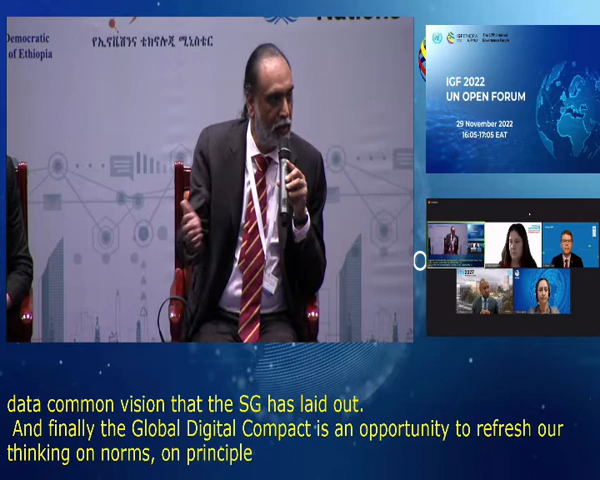 Democratic
of Ethiopia
የኢኖቬሽንና ቴክኖሎጂ ሚኒስቴር
Nations
IGF 2022
UN OPEN FORUM
29 November 2022
16:05-17:05 EAT
data common vision that the SG has laid out.
And finally the Global Digital Compact is an opportunity to refresh our
thinking on norms, on principle